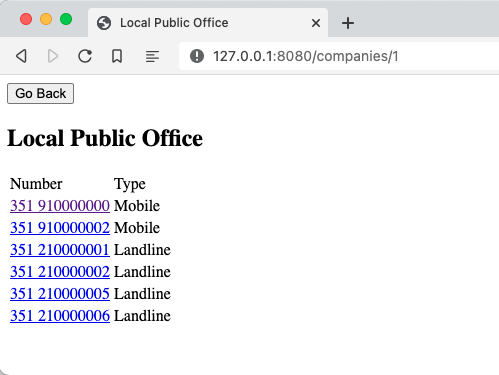 Local Public Office
127.0.0.1:8080/companies/1
Go Back
Local Public Office
Number Type
351 910000000 Mobile
351 910000002 Mobile
351 210000001 Landline
351 210000002 Landline
351 210000005 Landline
351 210000006 Landline